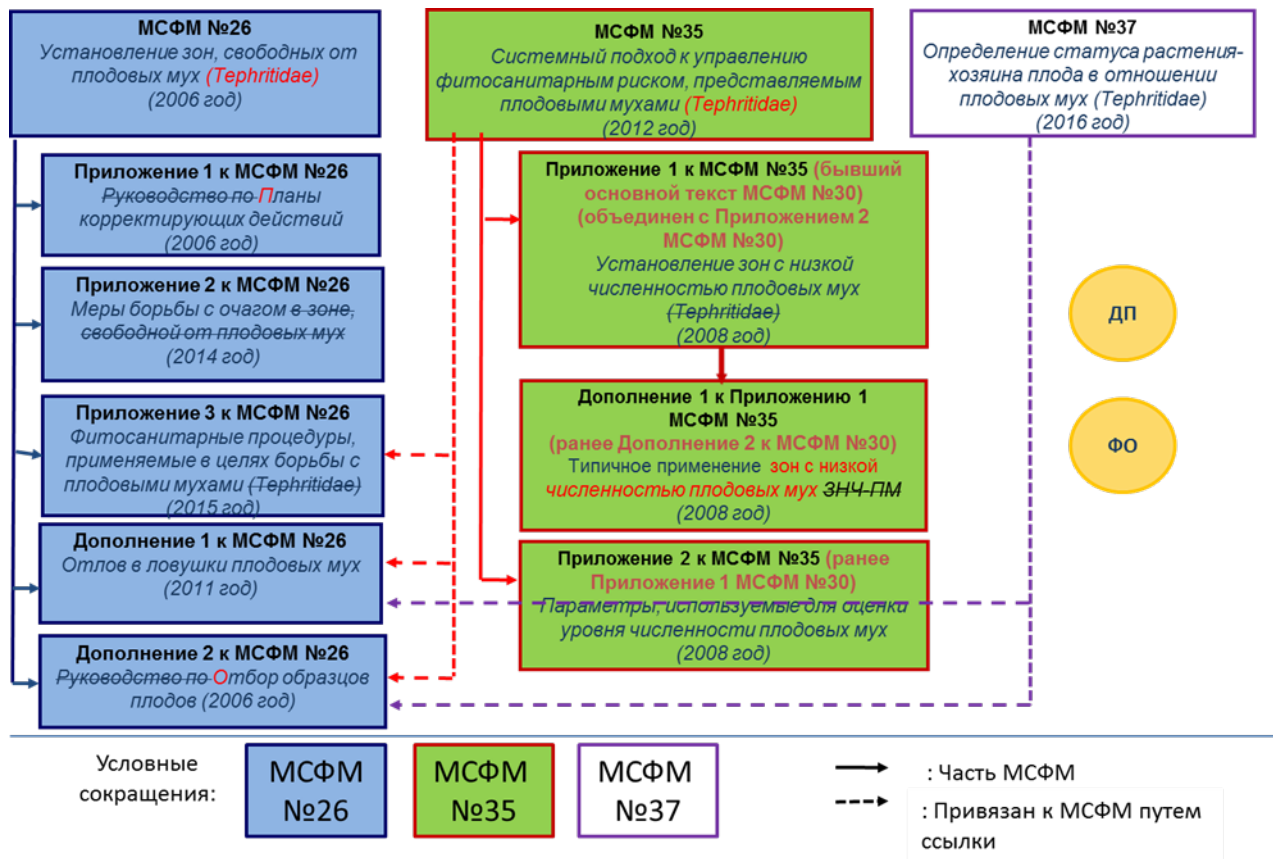 МСФМ №26
Установление зон, свободных от
плодовых мух (Tephritidae)
(2006 год)
Приложение 1 к МСФМ №26
Руководство по Планы
корректирующих действий
(2006 год)
Приложение 2 к МСФМ №26
Меры борьбы с очагом в зоне,
свободной от плодовых мух
(2014 год)
Приложение 3 к МСФМ №26
Фитосанитарные процедуры,
применяемые в целях борьбы с
плодовыми мухами (Tephritidae)
(2015 год)
Дополнение 1 к МСФМ №26
Отлов в ловушки плодовых мух
(2011 год)
Дополнение 2 к МСФМ №26
Руководство по Отбор образцов
плодов (2006 год)
МСФМ №35
Системный подход к управлению
фитосанитарным риском, представляемым
плодовыми мухами (Tephritidae)
(2012 год)
Приложение 1 к МСФМ №35 (бывший
основной текст МСФМ №30)
(объединен с Приложением 2
МСФМ №30)
Установление зон с низкой
численностью плодовых мух
(Tephritidae)
(2008 год)
Дополнение 1 к Приложению 1
МСФМ №35
(ранее Дополнение 2 к МСФМ №30)
Типичное применение зон с низкой
численностью плодовых мух ЗНЧ-ПМ
(2008 год)
Приложение 2 к МСФМ №35 (ранее
Приложение 1 МСФМ №30)
Параметры, используемые для оценки
уровня численности плодовых мух
(2008 год)
МСФМ №37
Определение статуса растения-
хозяина плода в отношении
плодовых мух (Tephritidae)
(2016 год)
ДП
ФО
Условные
сокращения:
МСФМ
№26
МСФМ
№35
МСФМ
№37
: Часть МСФМ
: Привязан к МСФМ путем
ссылки